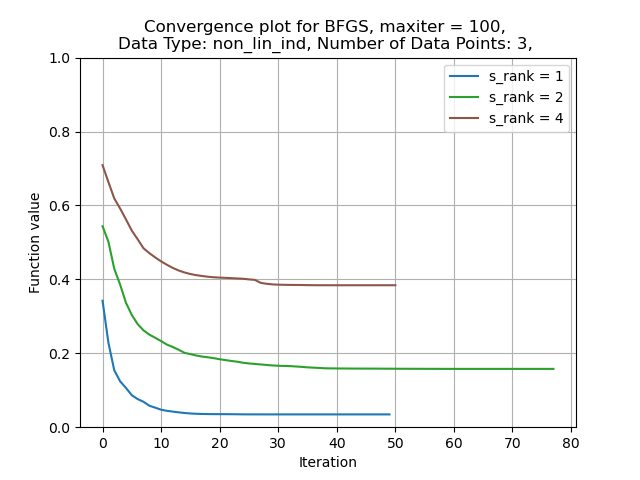 Convergence plot for BFGS, maxiter = 100,
Data Type: non_lin_ind, Number of Data Points: 3,
1.0
0.8
0.6
0.4
0.2
0.0
Function value
s_rank = 1
s_rank = 2
s_rank = 4
0 10 20 30 40 50 60 70 80
Iteration